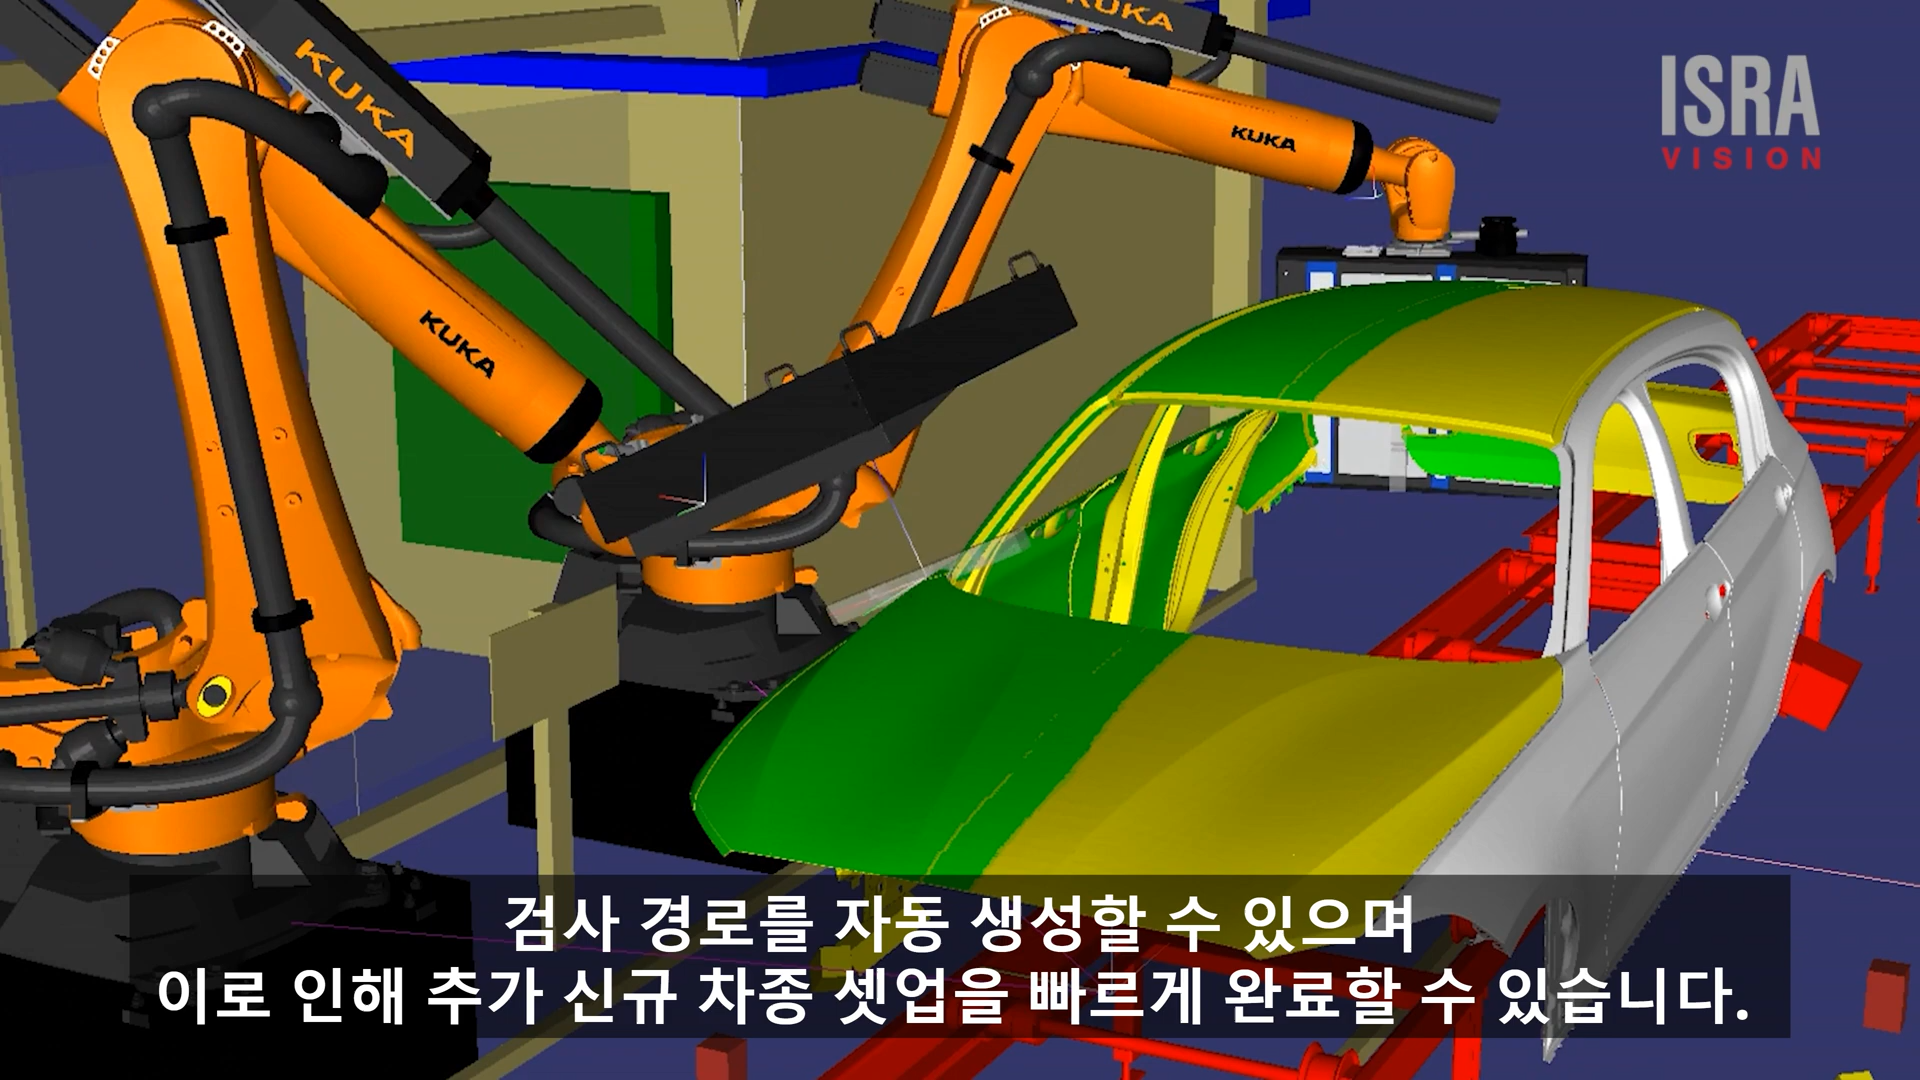 KUKA
KUKA
KUKA
KUKA
ISRA
VISION
검사 경로를 자동 생성할 수 있으며
이로 인해 추가 신규 차종 셋업을 빠르게 완료할 수 있습니다.